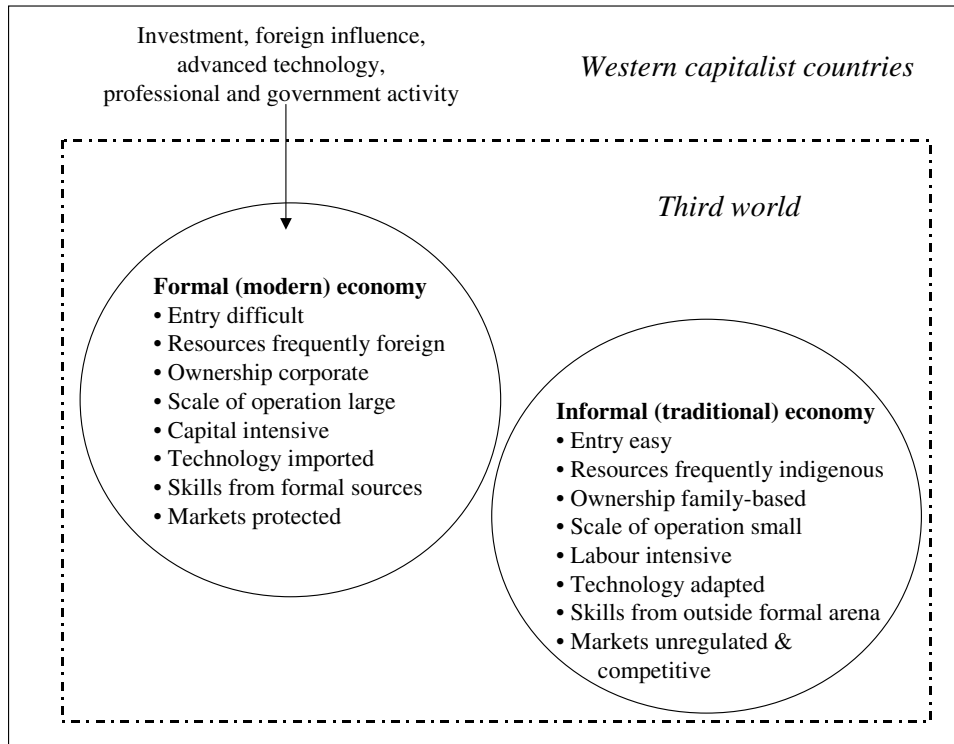 Investment, foreign influence,
advanced technology,
professional and government activity
Western capitalist countries
Third world
Formal (modern) economy
• Entry difficult
• Resources frequently foreign
• Ownership corporate
• Scale of operation large
• Capital intensive
• Technology imported
• Skills from formal sources
• Markets protected
Informal (traditional) economy
• Entry easy
• Resources frequently indigenous
• Ownership family-based
• Scale of operation small
• Labour intensive
• Technology adapted
• Skills from outside formal arena
• Markets unregulated &
competitive